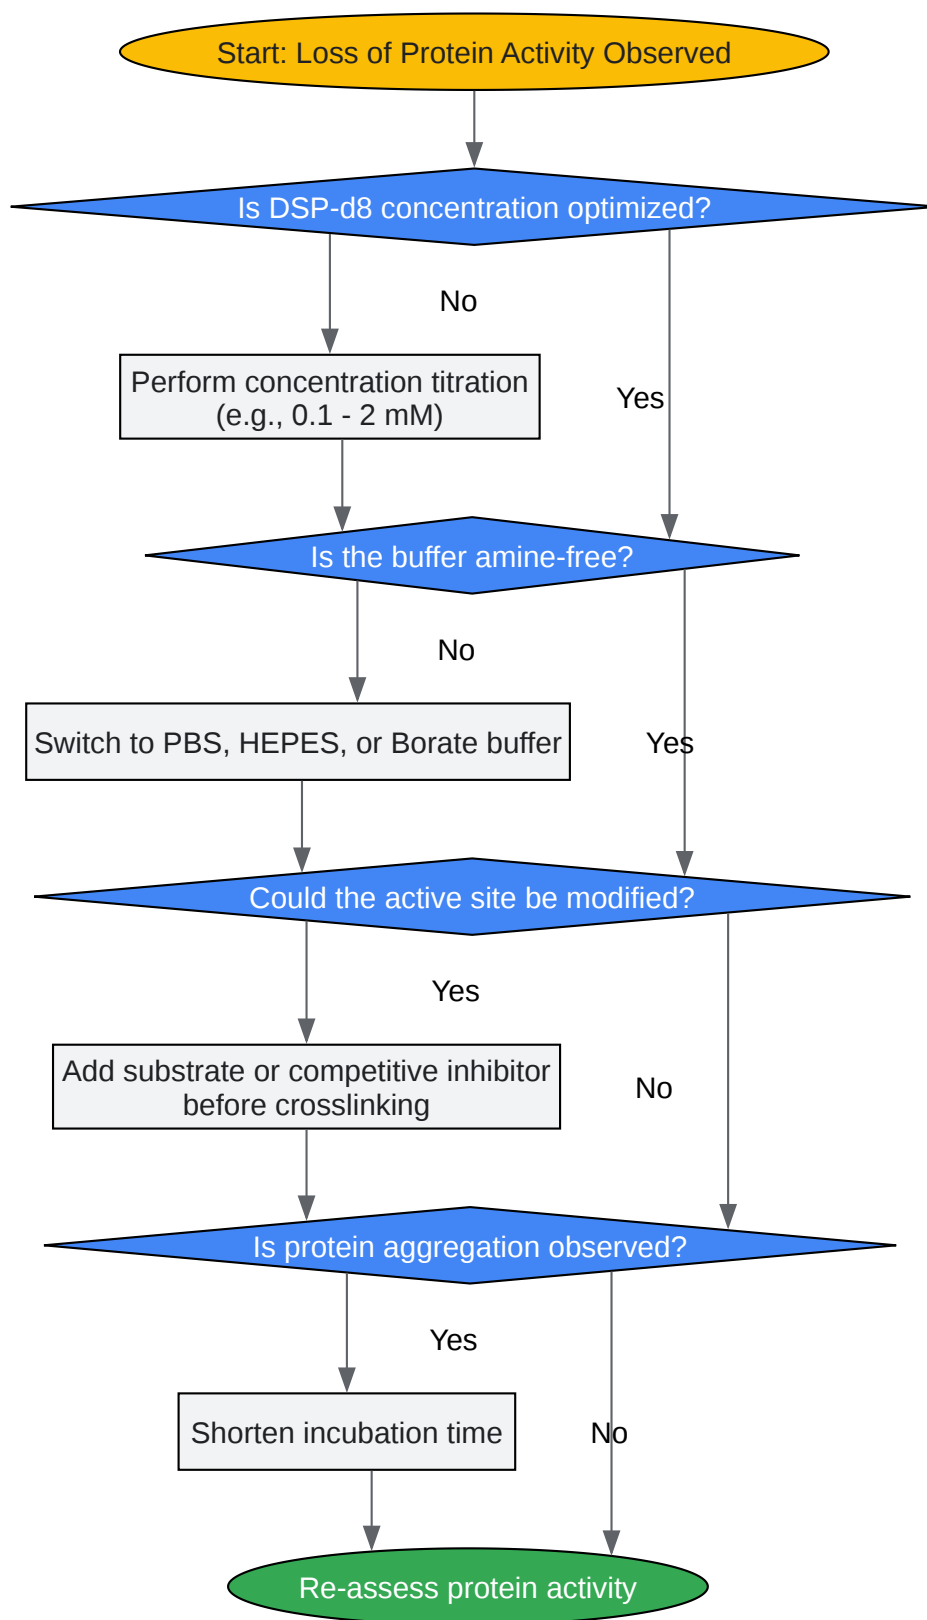 Start: Loss of Protein Activity Observed
Is DSP-d8 concentration optimized?
No
Perform concentration titration
(e.g., 0.1 - 2 mM)
Yes
Is the buffer amine-free?
No
Switch to PBS, HEPES, or Borate buffer
Yes
Could the active site be modified?
Yes
Add substrate or competitive inhibitor
before crosslinking
No
Is protein aggregation observed?
Yes
Shorten incubation time
No
Re-assess protein activity